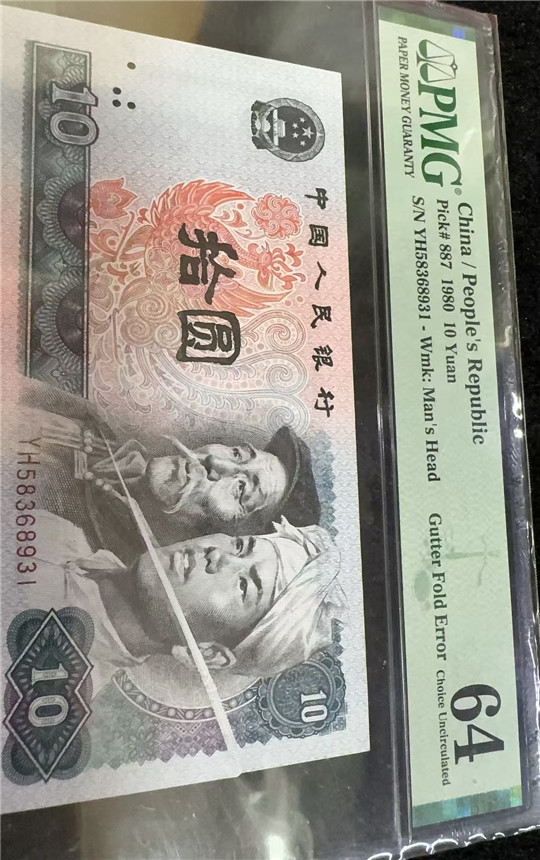 PMG®
PAPER MONEY GUARANTY
China / People's Republic
Pick# 887 1980 10 Yuan
S/N YH58368931 - Wmk: Man's Head
Gutter Fold Error
64
Choice Uncirculated
中国人民银行
10
拾圆
YH58368931
10
10